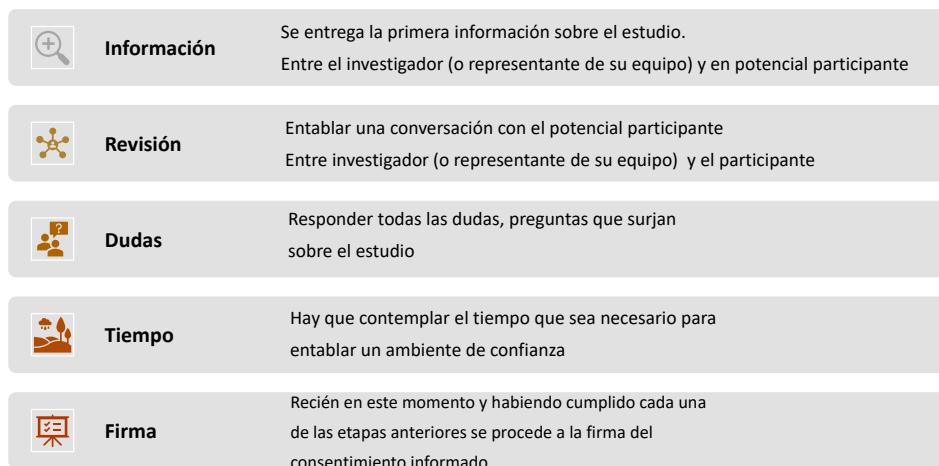 Información
Se entrega la primera información sobre el estudio.
Entre el investigador (o representante de su equipo) y en potencial participante
Revisión
Entablar una conversación con el potencial participante
Entre investigador (o representante de su equipo) y el participante
Dudas
Responder todas las dudas, preguntas que surjan
sobre el estudio
Tiempo
Hay que contemplar el tiempo que sea necesario para
entablar un ambiente de confianza
Firma
Recién en este momento y habiendo cumplido cada una
de las etapas anteriores se procede a la firma del
consentimiento informado